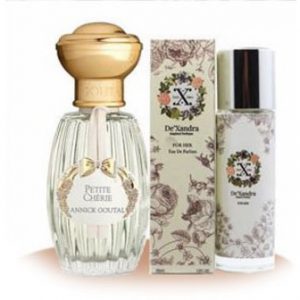 PETITE
CHÉRIE
ANNICK GOUTAL
X
De'Xandra
FOR HER
Eau De Parfum
X
De'Xandra
FOR HER